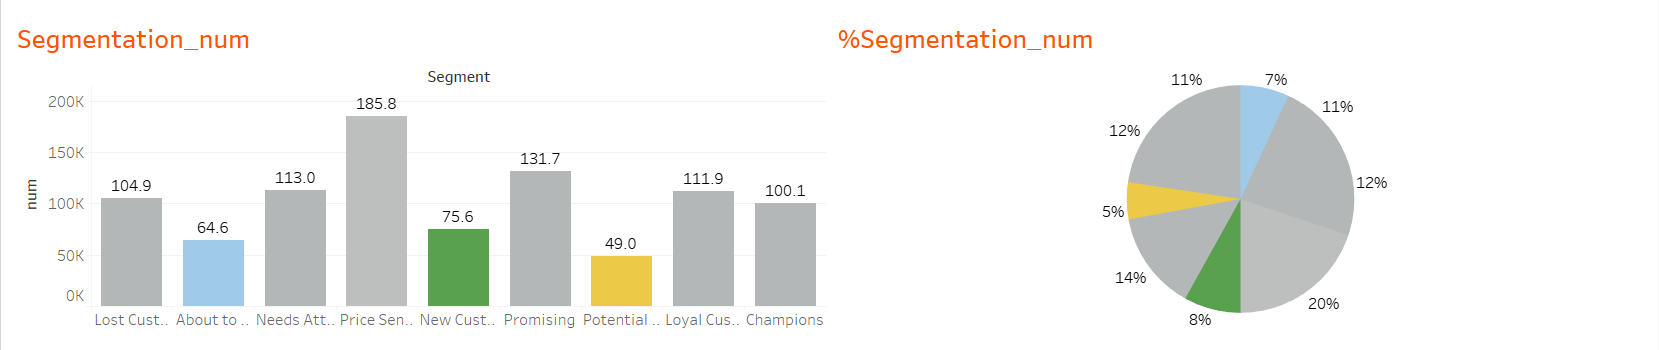 Segmentation_num
Segment
num
200K
150K
100K
50K
0K
104.9
64.6
113.0
185.8
75.6
131.7
49.0
111.9
100.1
Lost Cust..
About to ..
Needs Att..
Price Sen..
New Cust..
Promising
Potential ..
Loyal Cus..
Champions
%Segmentation_num
7%
11%
12%
20%
8%
14%
5%
12%
11%